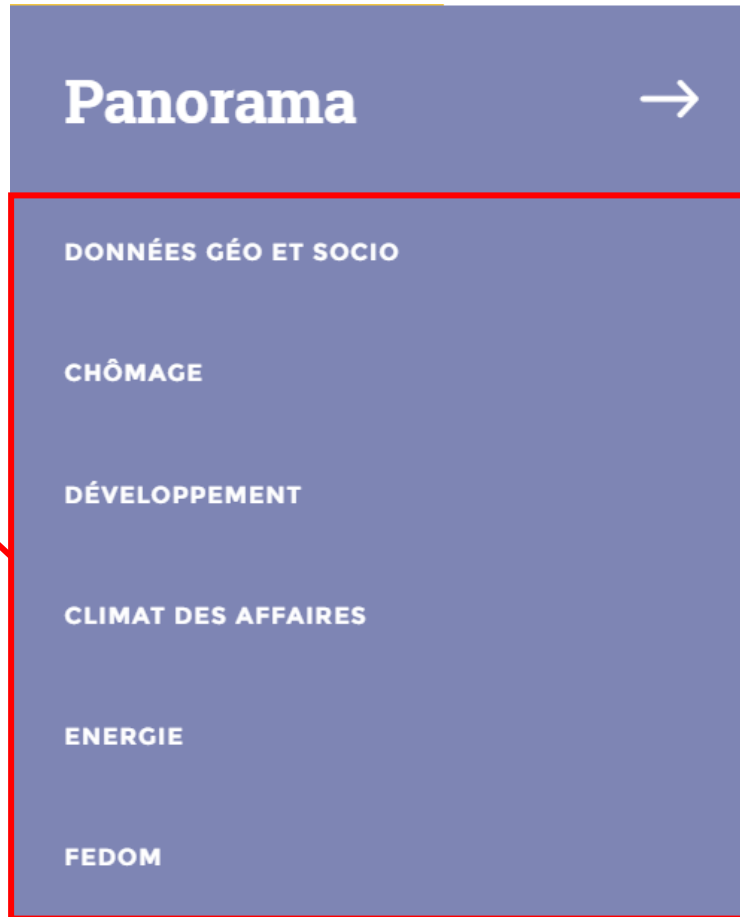 Panorama
DONNÉES GÉO ET SOCIO
CHÔMAGE
DÉVELOPPEMENT
CLIMAT DES AFFAIRES
ENERGIE
FEDOM